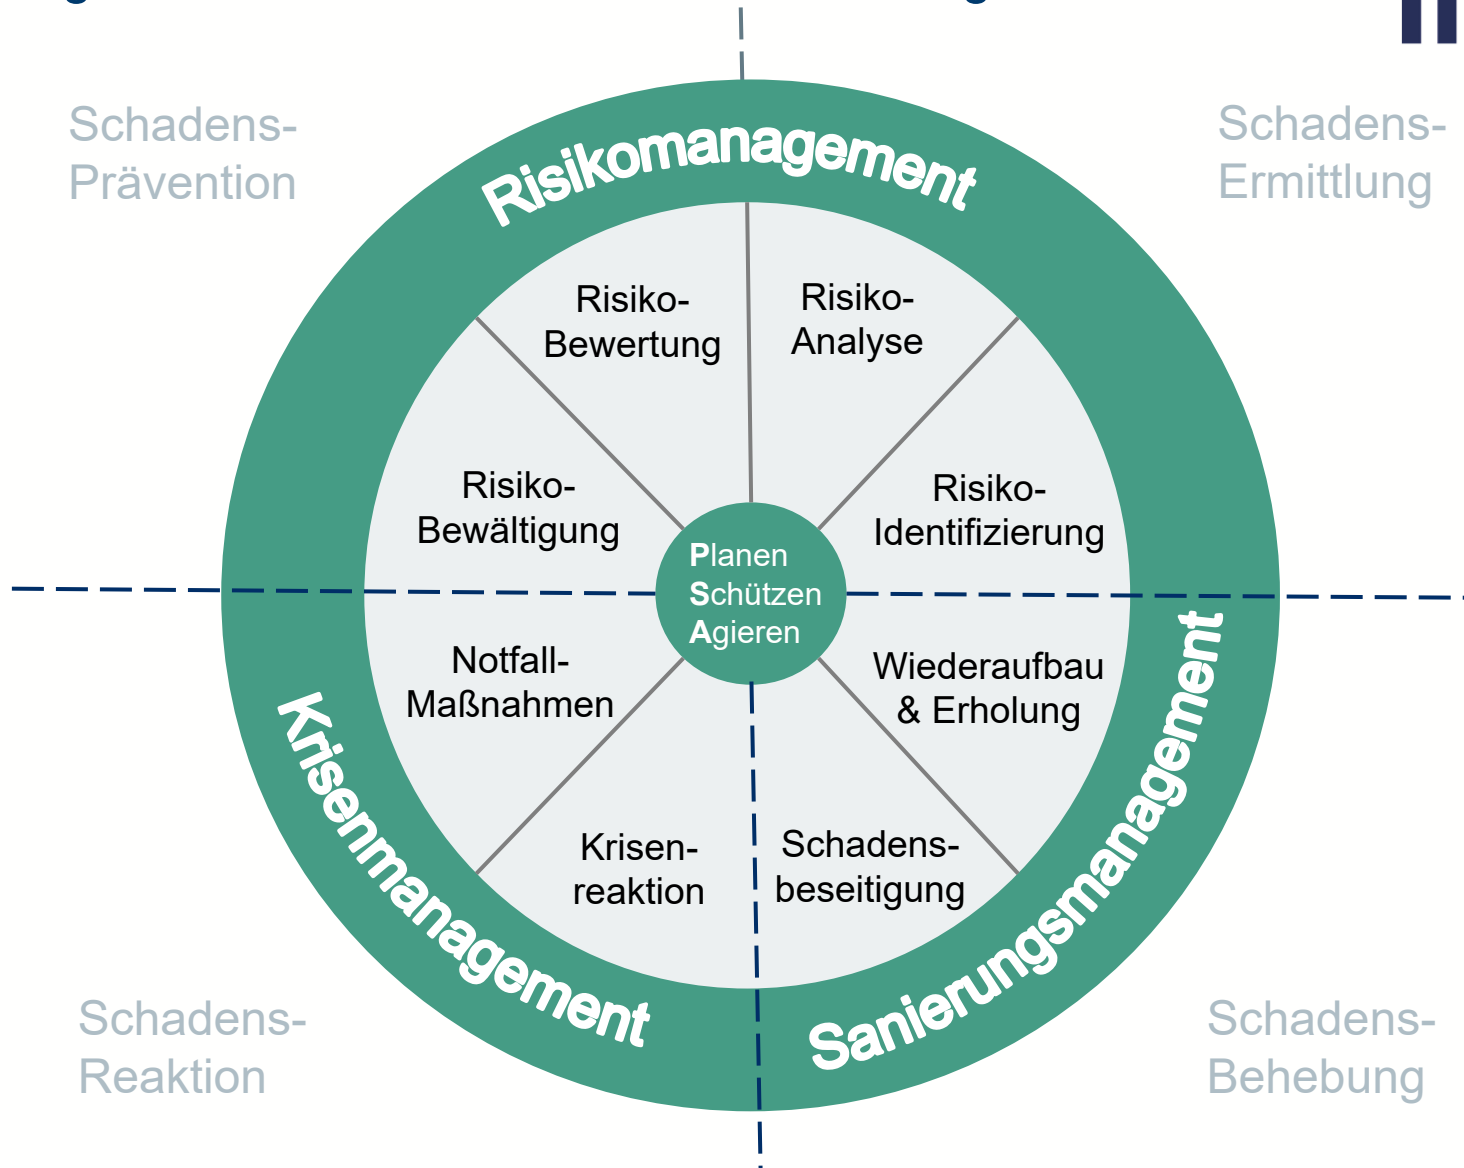 Schadens-
Prävention
Schadens-
Ermittlung
Risikomanagement
Risiko-
Bewertung
Risiko-
Analyse
Risiko-
Bewältigung
Risiko-
Identifizierung
Planen
Schützen
Agieren
Notfall-
Maßnahmen
Wiederaufbau
& Erholung
Krisen-
reaktion
Schadens-
beseitigung
Krisenmanagement
Sanierungsmanagement
Schadens-
Reaktion
Schadens-
Behebung